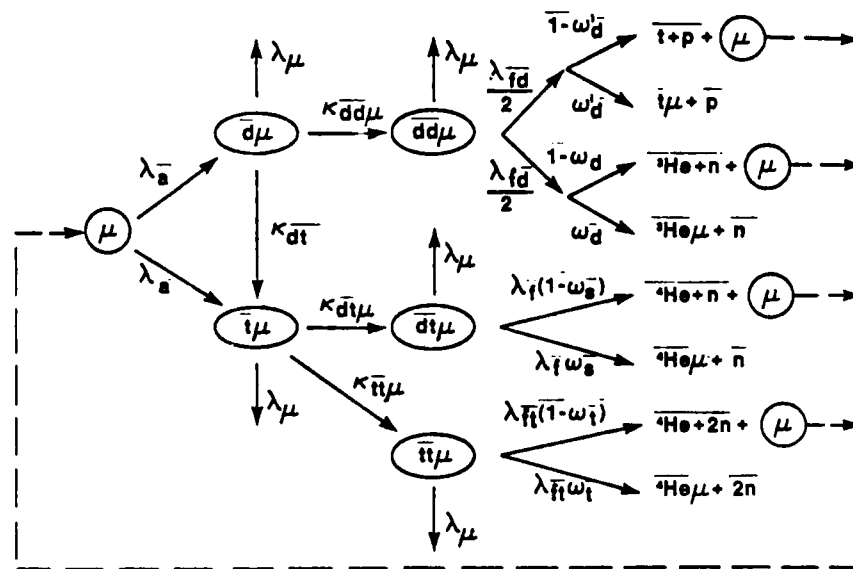 λμ
λμ
1-ω'd
t+p + μ
λfd/2
ω'd
tμ + p
dμ
κddμ
ddμ
λa
λfd/2
1-ωd
³He+n + μ
μ
κdt
ωd
³Heμ + n
λa
λμ
λf(1-ωs)
⁴He+n + μ
tμ
κdtμ
dtμ
λfωs
⁴Heμ + n
κttμ
λμ
λft(1-ωt)
⁴He+2n + μ
ttμ
λftωt
⁴Heμ + 2n
λμ